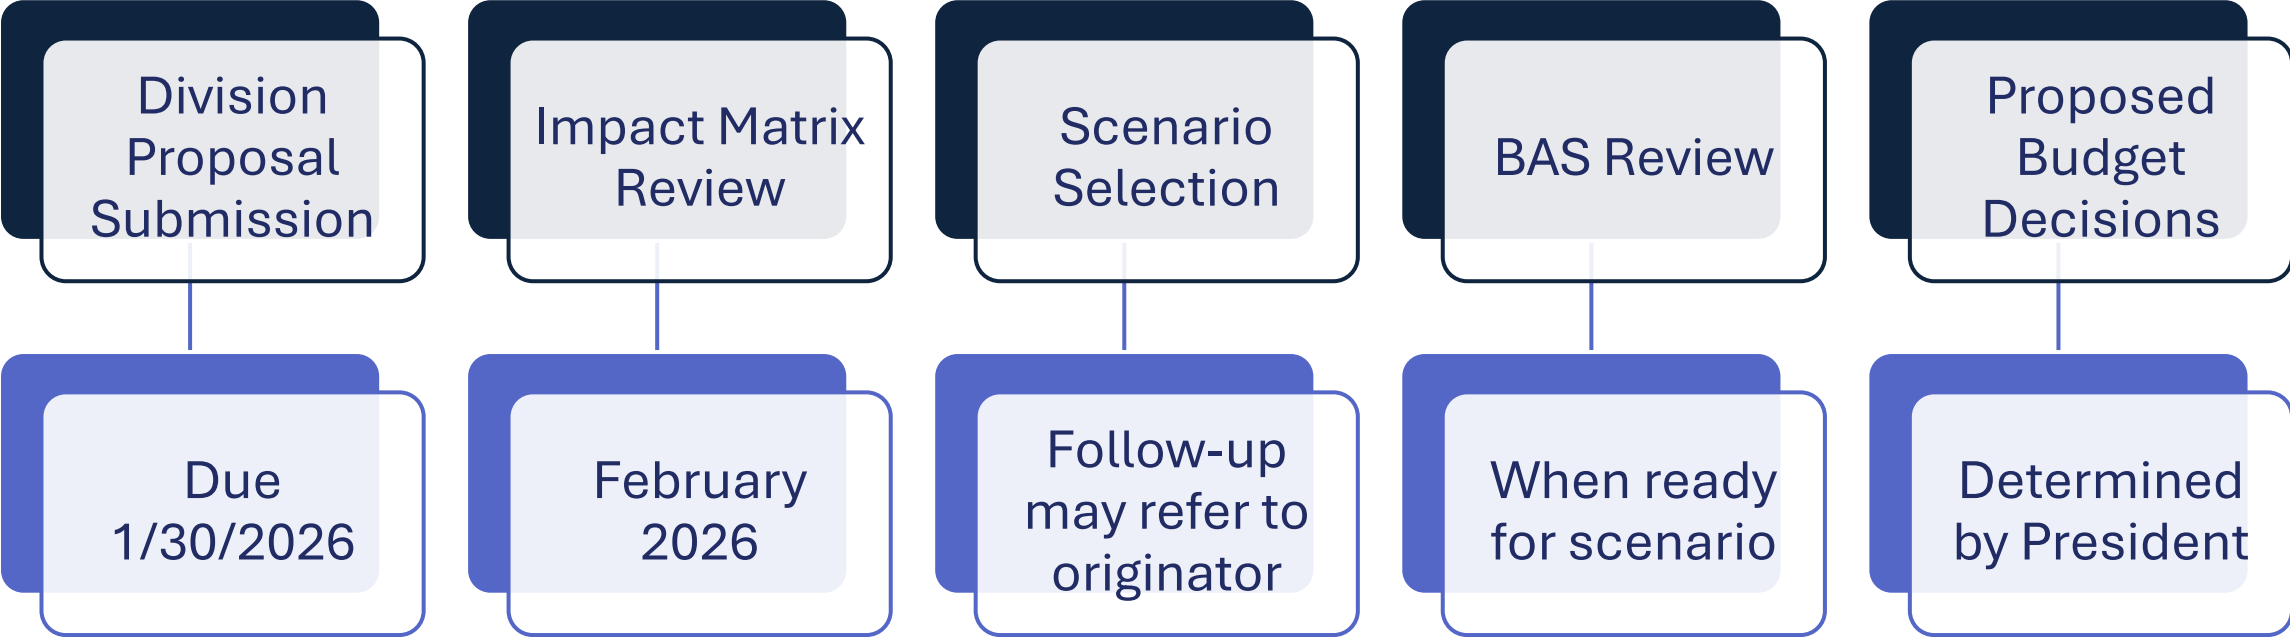 Division
Proposal
Submission
Due
1/30/2026
Impact Matrix
Review
February
2026
Scenario
Selection
Follow-up
may refer to
originator
BAS Review
When ready
for scenario
Proposed
Budget
Decisions
Determined
by President